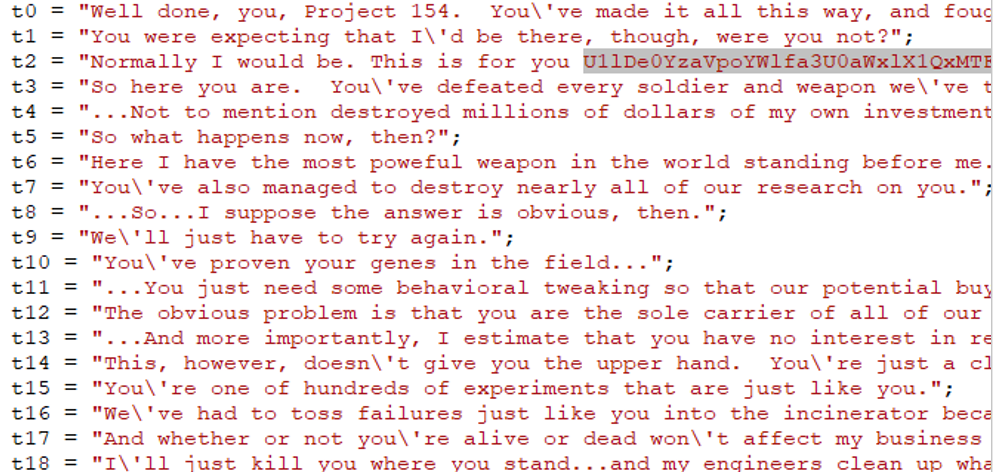 t0 = "Well done, you, Project 154.  You\'ve made it all this way, and foug
t1 = "You were expecting that I\'d be there, though, were you not?";
t2 = "Normally I would be. This is for you U1lDe0YzaVpoYWlfa3U0aWxlX1QxMTE
t3 = "So here you are.  You\'ve defeated every soldier and weapon we\'ve t
t4 = "...Not to mention destroyed millions of dollars of my own investment
t5 = "So what happens now, then?";
t6 = "Here I have the most poweful weapon in the world standing before me.
t7 = "You\'ve also managed to destroy nearly all of our research on you.";
t8 = "...So...I suppose the answer is obvious, then.";
t9 = "We\'ll just have to try again.";
t10 = "You\'ve proven your genes in the field...";
t11 = "...You just need some behavioral tweaking so that our potential buy
t12 = "The obvious problem is that you are the sole carrier of all of our
t13 = "...And more importantly, I estimate that you have no interest in re
t14 = "This, however, doesn\'t give you the upper hand.  You\'re just a cl
t15 = "You\'re one of hundreds of experiments that are just like you.";
t16 = "We\'ve had to toss failures just like you into the incinerator beca
t17 = "And whether or not you\'re alive or dead won\'t affect my business
t18 = "I\'ll just kill you where you stand...and my engineers clean up wha